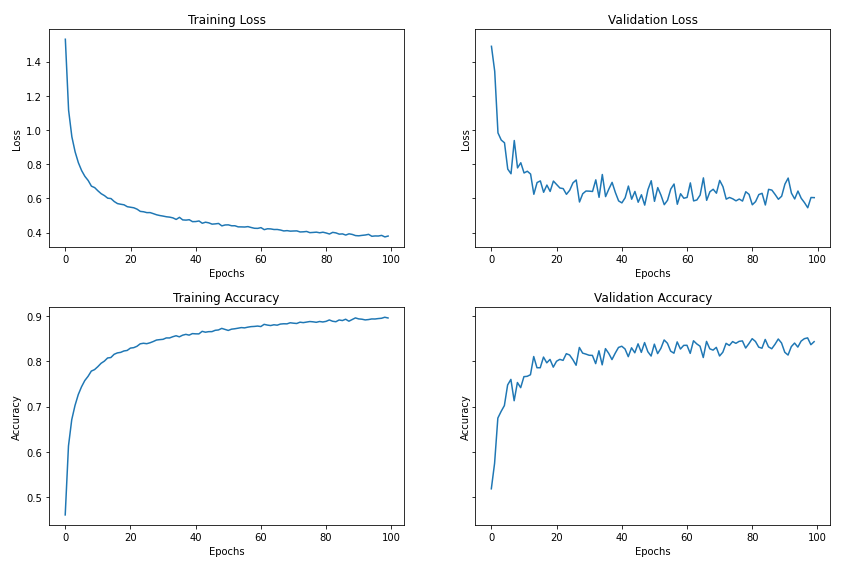 Training Loss
Validation Loss
Loss
1.4
1.2
1.0
0.8
0.6
0.4
0 20 40 60 80 100
Epochs
Loss
0 20 40 60 80 100
Epochs
Training Accuracy
Validation Accuracy
Accuracy
0.9
0.8
0.7
0.6
0.5
0 20 40 60 80 100
Epochs
Accuracy
0 20 40 60 80 100
Epochs